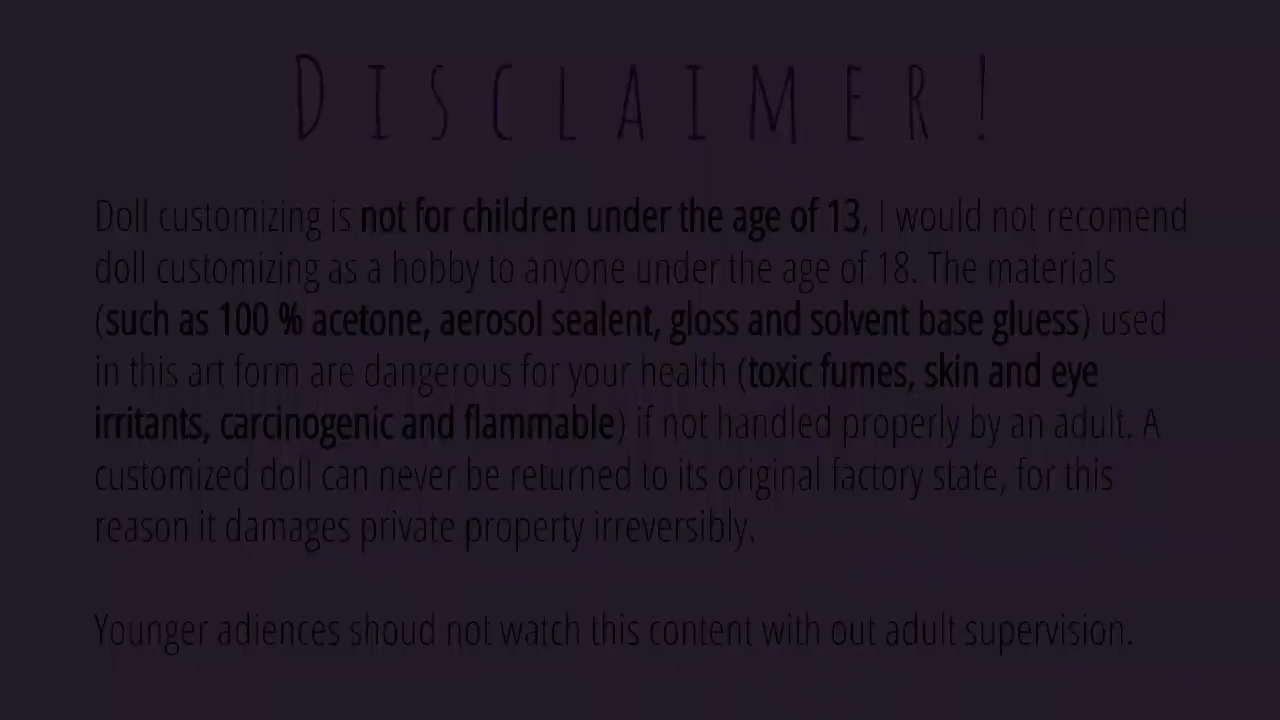 DISCLAIMER!
Doll customizing is not for children under the age of 13, I would not recomend
doll customizing as a hobby to anyone under the age of 18. The materials
(such as 100 % acetone, aerosol sealent, gloss and solvent base gluess) used
in this art form are dangerous for your health (toxic fumes, skin and eye
irritants, carcinogenic and flammable) if not handled properly by an adult. A
customized doll can never be returned to its original factory state, for this
reason it damages private property irreversibly.
Younger adiences shoud not watch this content with out adult supervision.